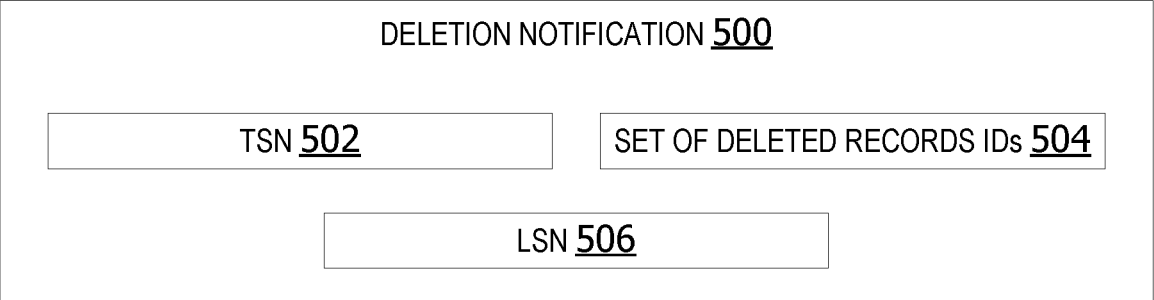 DELETION NOTIFICATION 500
TSN 502
SET OF DELETED RECORDS IDs 504
LSN 506